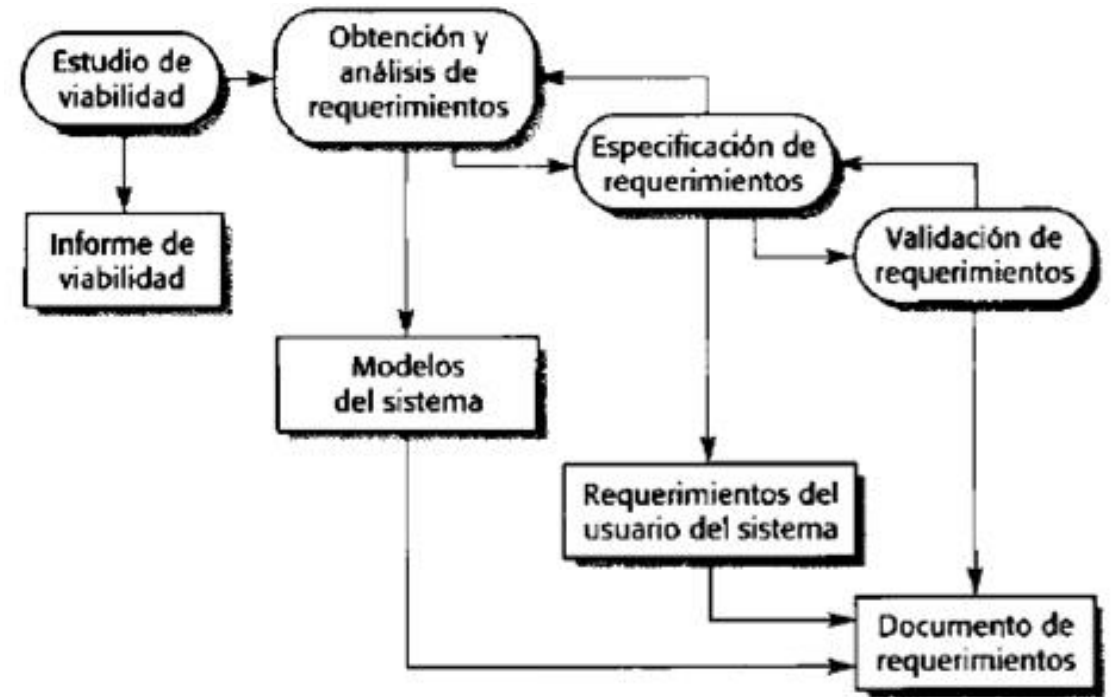 Estudio de
viabilidad
Obtención y
análisis de
requerimientos
Especificación de
requerimientos
Validación de
requerimientos
Informe de
viabilidad
Modelos
del sistema
Requerimientos del
usuario del sistema
Documento de
requerimientos